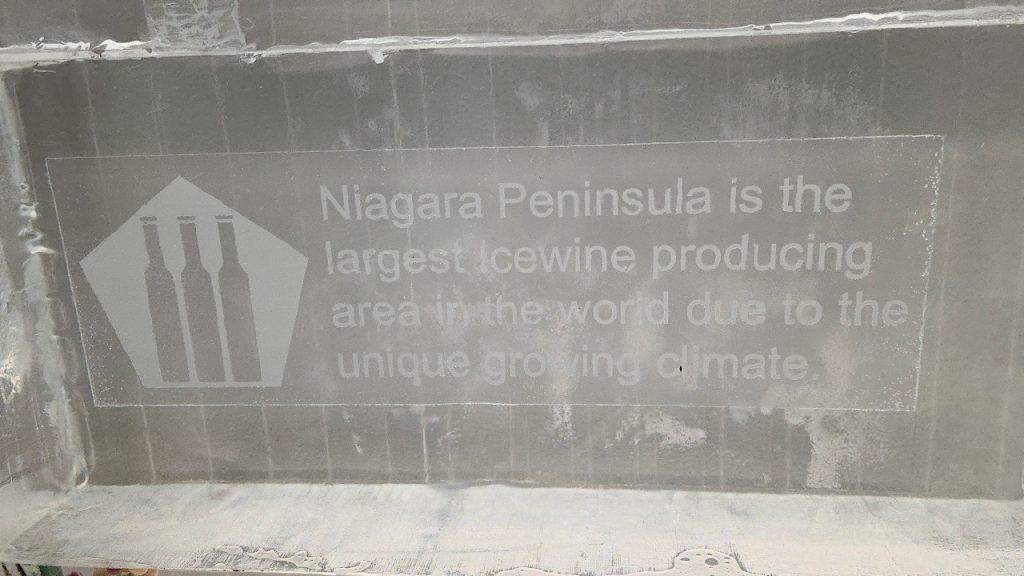 Niagara Peninsula is the
largest Icewine producing
area in the world due to the
unique growing climate.